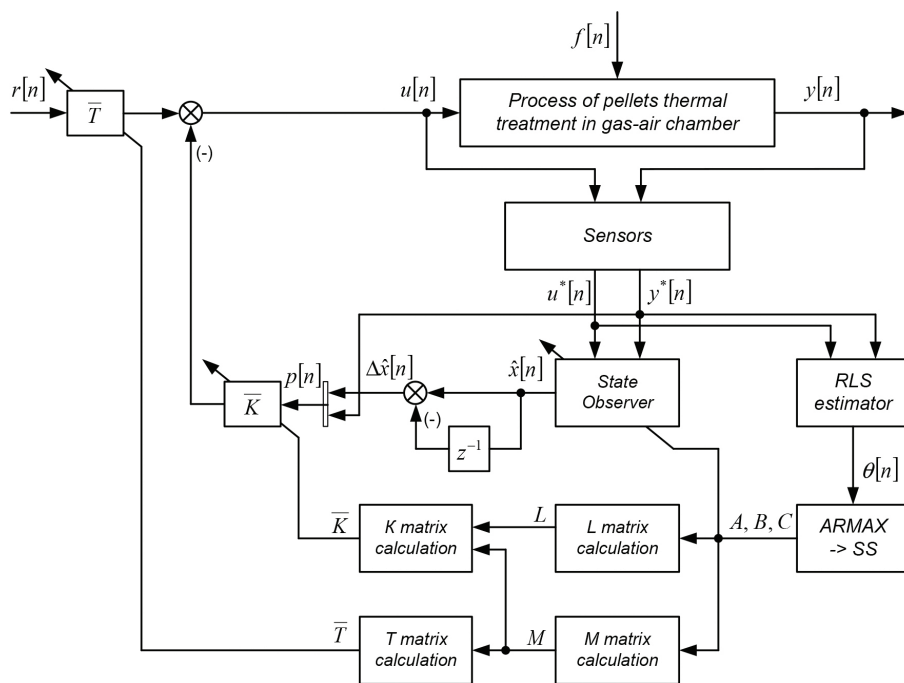 f[n]
r[n]
T̅
(-)
u[n]
Process of pellets thermal
treatment in gas-air chamber
y[n]
Sensors
u*[n]
y*[n]
K̅
p[n]
Δx̂[n]
(-)
z⁻¹
x̂[n]
State
Observer
RLS
estimator
θ[n]
K̅
K matrix
calculation
L
L matrix
calculation
A, B, C
ARMAX
-> SS
T̅
T matrix
calculation
M
M matrix
calculation